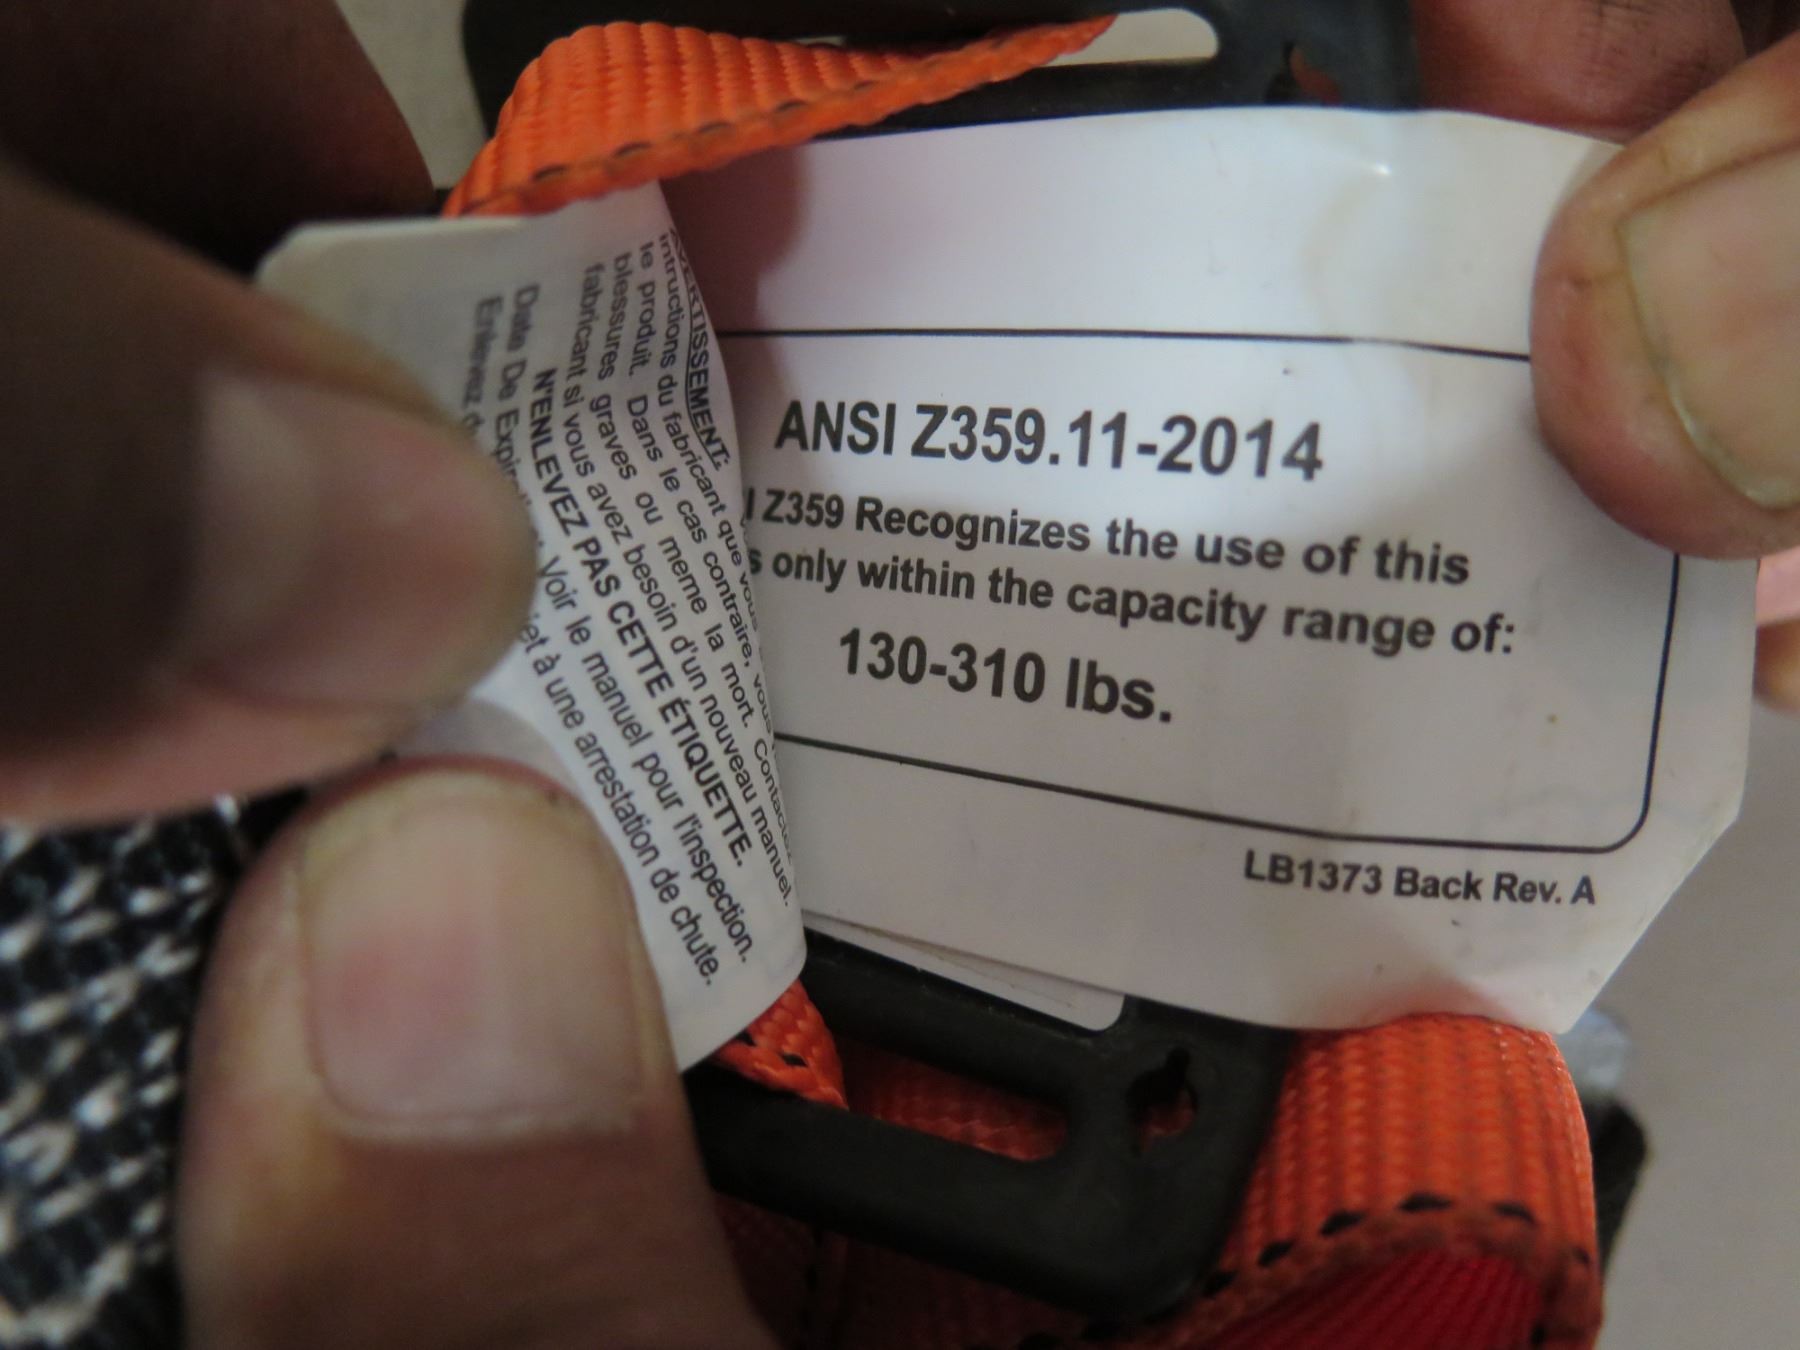 AVERTISSEMENT:
intructions du fabricant que vous
le produit. Dans le cas contraire, vous
blessures graves ou meme la mort. Contactez
fabricant si vous avez besoin d'un nouveau manuel.
N'ENLEVEZ PAS CETTE ÉTIQUETTE.
Date De Voir le manuel pour l'inspection.
Enlevez à une arrestation de chute.
ANSI Z359.11-2014
Z359 Recognizes the use of this
only within the capacity range of:
130-310 lbs.
LB1373 Back Rev. A